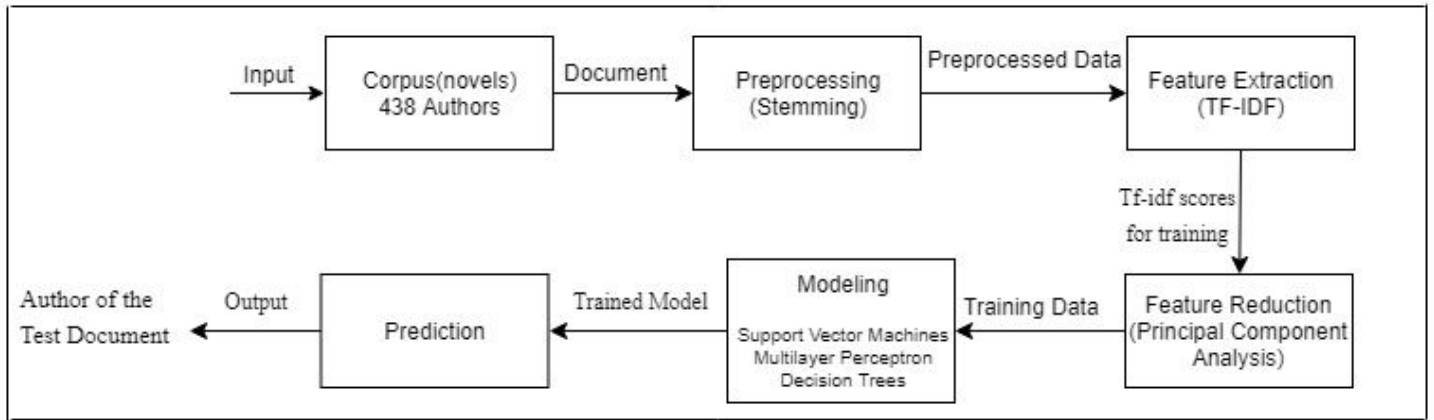 Input
Corpus(novels)
438 Authors
Document
Preprocessing
(Stemming)
Preprocessed Data
Feature Extraction
(TF-IDF)
Tf-idf scores
for training
Feature Reduction
(Principal Component
Analysis)
Training Data
Modeling
Support Vector Machines
Multilayer Perceptron
Decision Trees
Trained Model
Prediction
Output
Author of the
Test Document